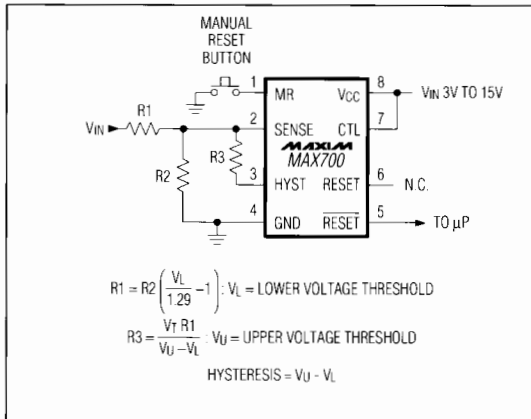 MANUAL
RESET
BUTTON
1 MR VCC 8 VIN 3V TO 15V
VIN R1 2 SENSE CTL 7
MAXIM
MAX700
R2 R3 3 HYST RESET 6 N.C.
4 GND RESET 5 TO µP
R1 = R2 (VL / 1.29 – 1) : VL = LOWER VOLTAGE THRESHOLD
R3 = VT R1 / VU – VL : VU = UPPER VOLTAGE THRESHOLD
HYSTERESIS = VU - VL